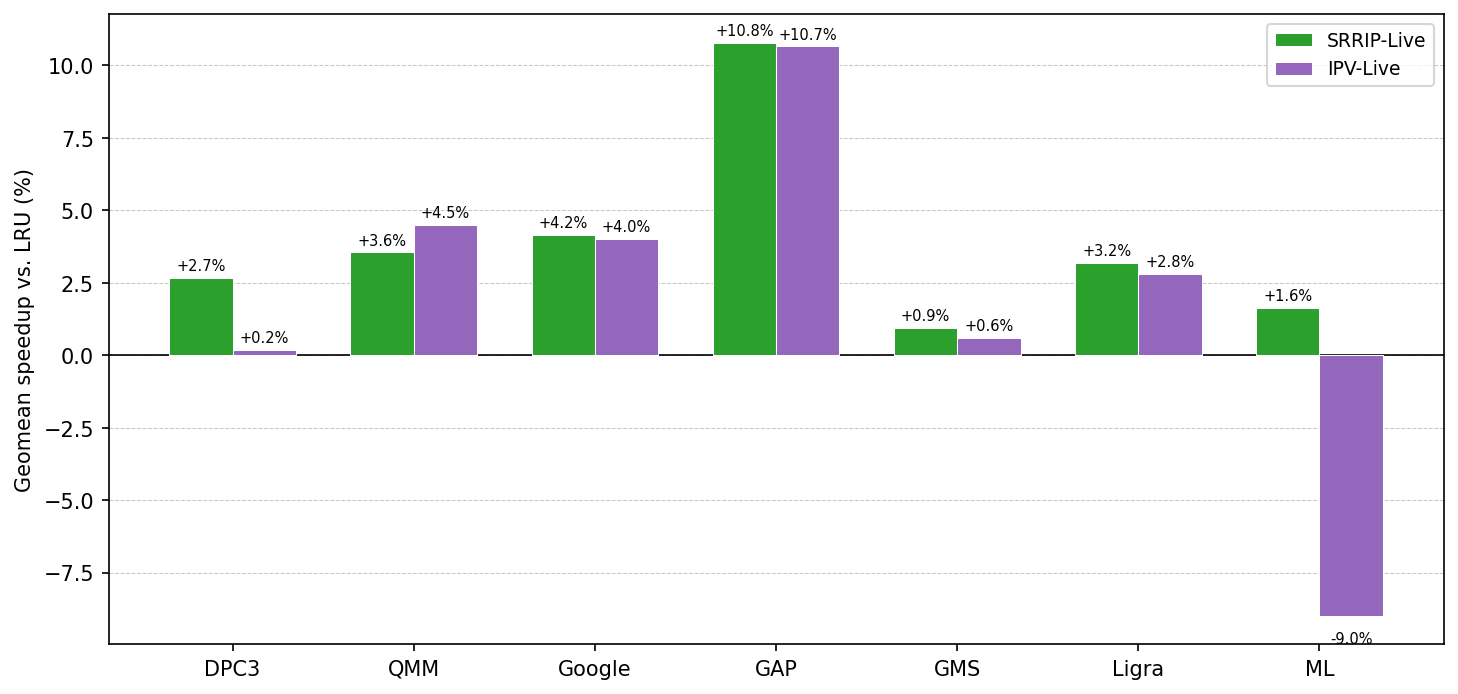 Geomean speedup vs. LRU (%)
10.0
7.5
5.0
2.5
0.0
−2.5
−5.0
−7.5
SRRIP-Live
IPV-Live
+2.7%
+0.2%
+3.6%
+4.5%
+4.2%
+4.0%
+10.8%
+10.7%
+0.9%
+0.6%
+3.2%
+2.8%
+1.6%
-9.0%
DPC3
QMM
Google
GAP
GMS
Ligra
ML